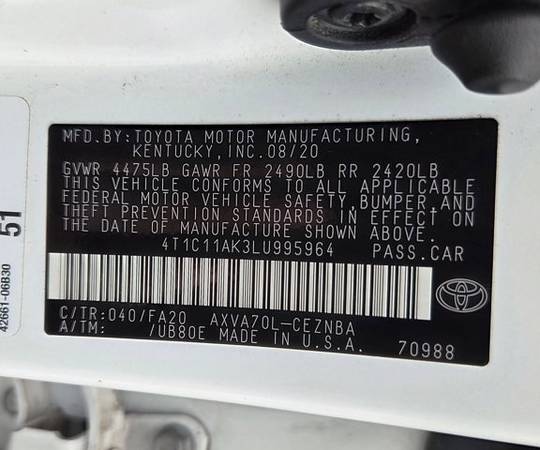 MFD.BY:TOYOTA MOTOR MANUFACTURING,
KENTUCKY,INC.08/20
GVWR 4475LB GAWR FR 2490LB RR 2420LB
THIS VEHICLE CONFORMS TO ALL APPLICABLE
FEDERAL MOTOR VEHICLE SAFETY,BUMPER,AND
THEFT PREVENTION STANDARDS IN EFFECT ON
THE DATE OF MANUFACTURE SHOWN ABOVE.
4T1C11AK3LU995964 PASS.CAR
C/TR:040/FA20 AXVA70L-CEZNBA
A/TM: /UB80E MADE IN U.S.A. 70988
51
42661-06B30